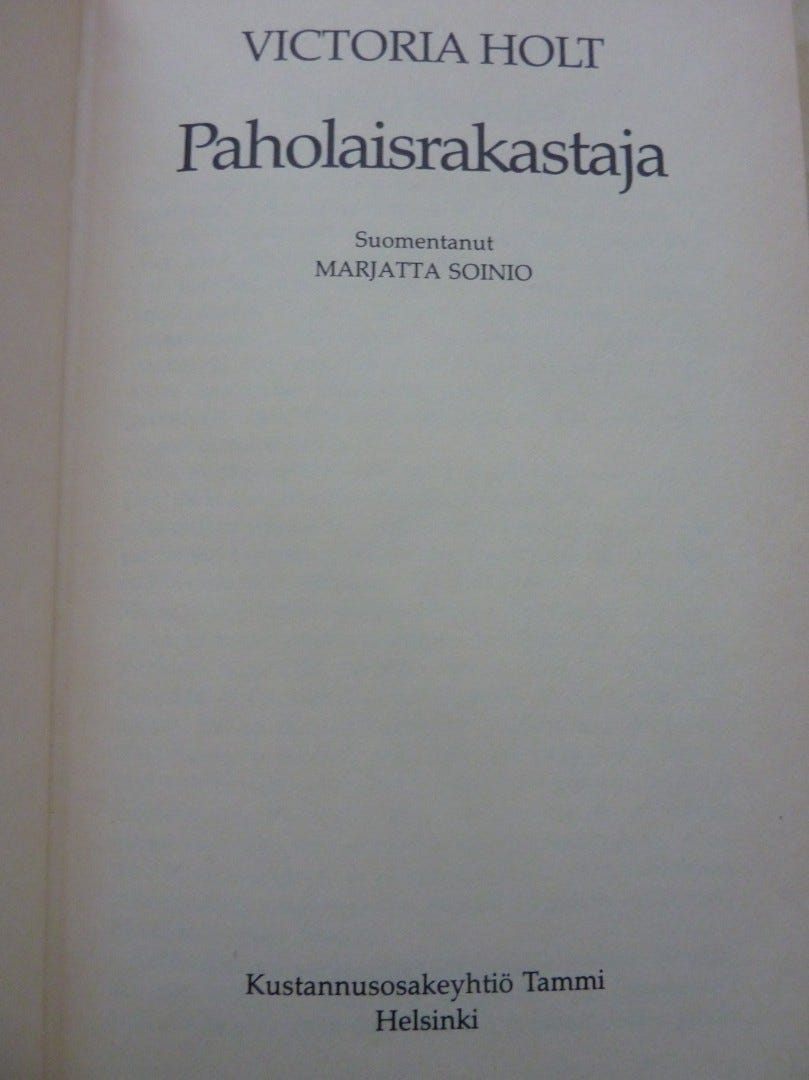 VICTORIA HOLT
Paholaisrakastaja
Suomentanut
MARJATTA SOINIO
Kustannusosakeyhtiö Tammi
Helsinki